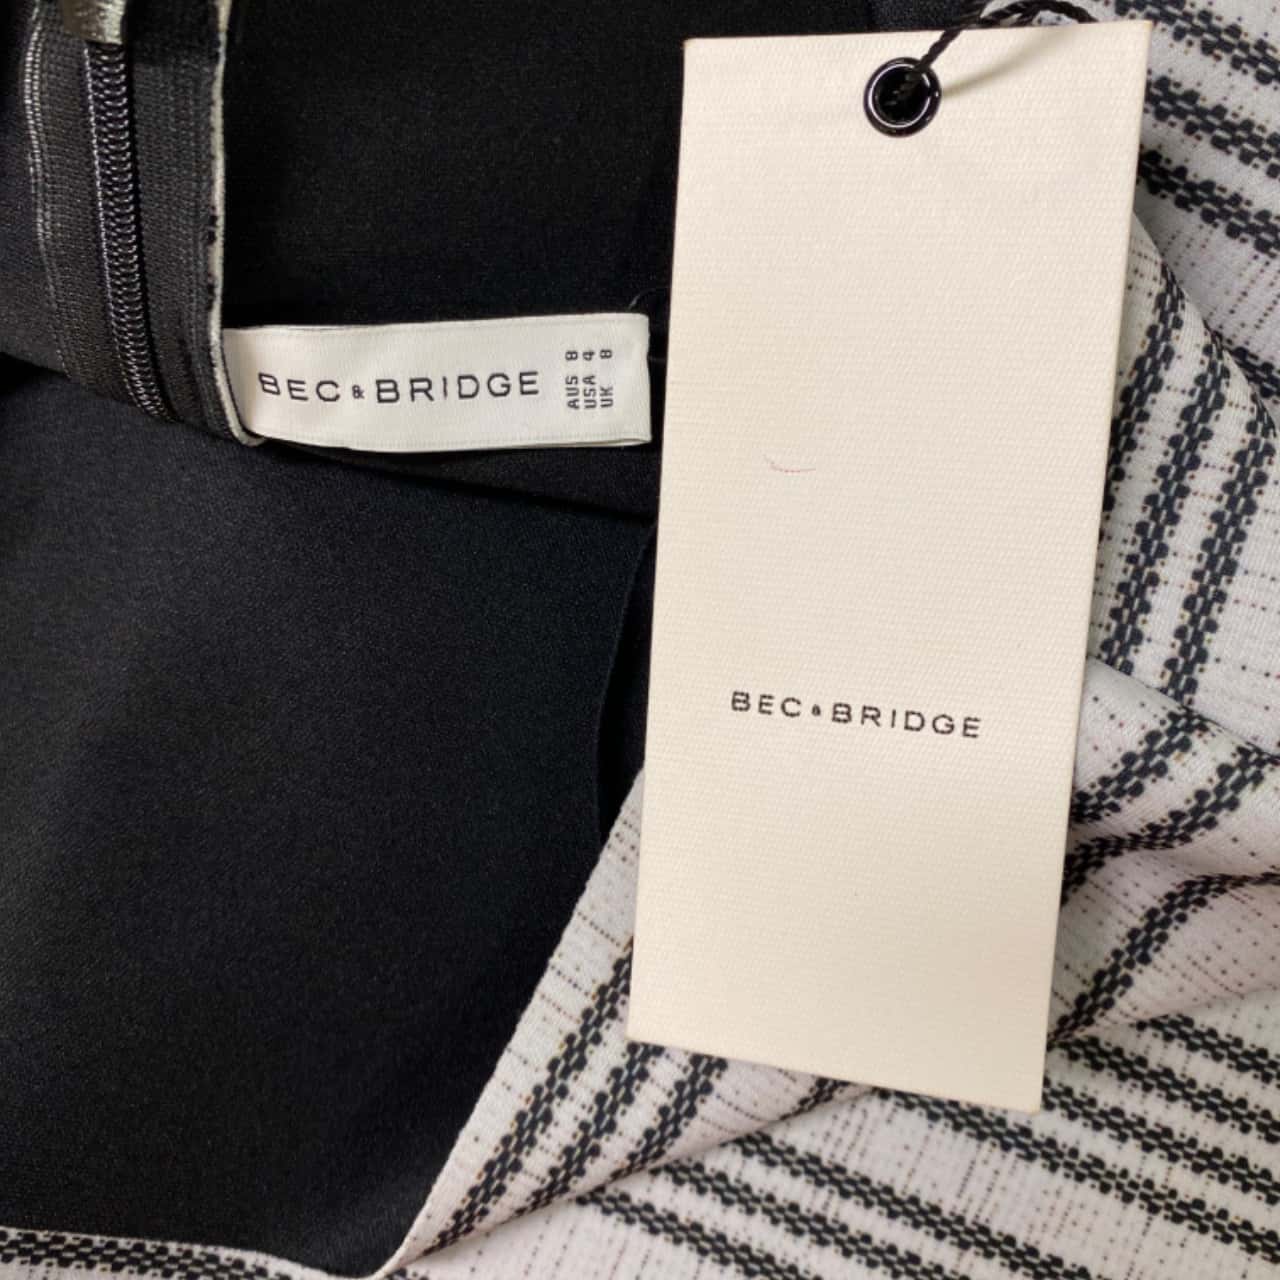 BEC & BRIDGE
AUS 8
USA 4
UK 8
BEC & BRIDGE